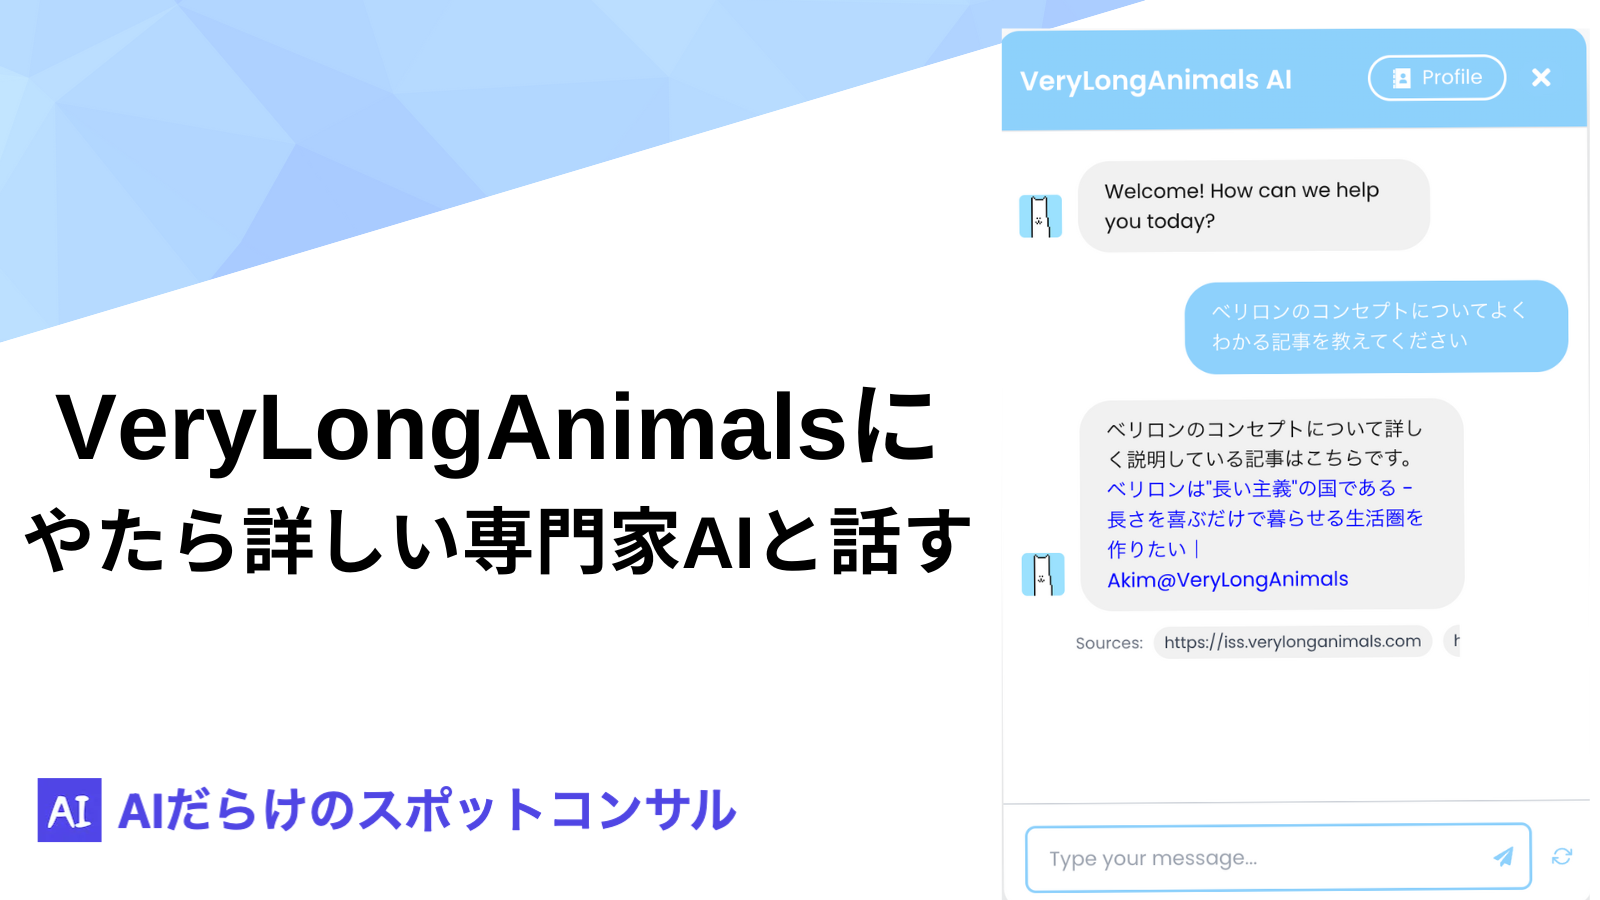 VeryLongAnimalsに
やたら詳しい専門家AIと話す
AI AIだらけのスポットコンサル
VeryLongAnimals AI
Profile
Welcome! How can we help
you today?
ベリロンのコンセプトについてよく
わかる記事を教えてください
ベリロンのコンセプトについて詳し
く説明している記事はこちらです。
ベリロンは"長い主義"の国である −
長さを喜ぶだけで暮らせる生活圏を
作りたい｜
Akim@VeryLongAnimals
Sources: https://iss.verylonganimals.com
Type your message...